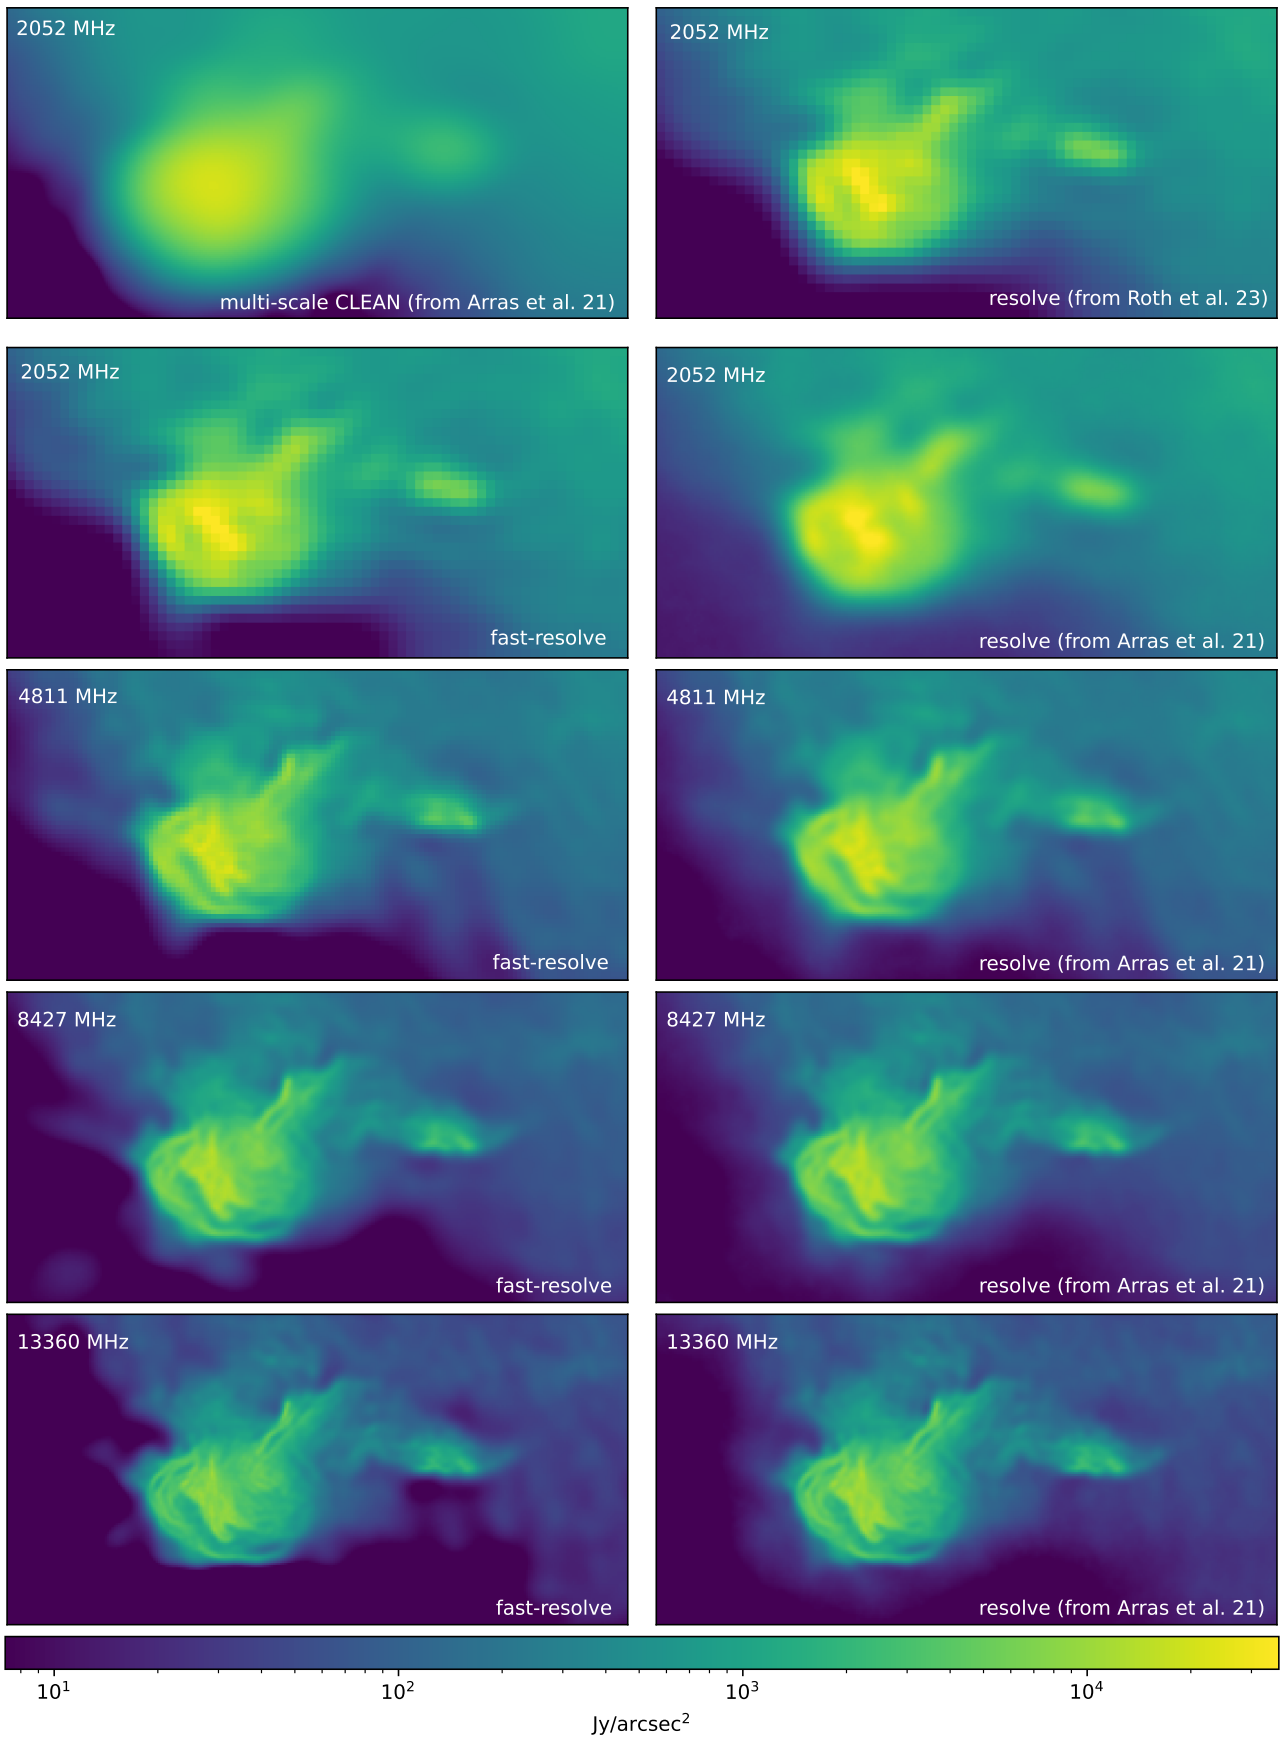 2052 MHz
multi-scale CLEAN (from Arras et al. 21)
2052 MHz
resolve (from Roth et al. 23)
2052 MHz
fast-resolve
2052 MHz
resolve (from Arras et al. 21)
4811 MHz
fast-resolve
4811 MHz
resolve (from Arras et al. 21)
8427 MHz
fast-resolve
8427 MHz
resolve (from Arras et al. 21)
13360 MHz
fast-resolve
13360 MHz
resolve (from Arras et al. 21)
10¹ 10² 10³ 10⁴
Jy/arcsec²